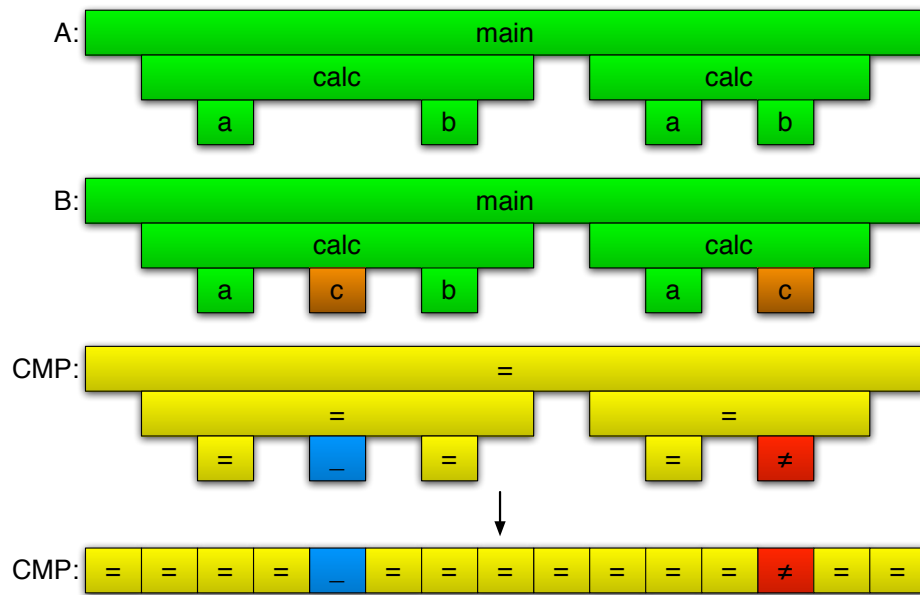 A: main
calc calc
a b a b
B: main
calc calc
a c b a c
CMP: =
= =
= _ = = ≠
CMP: = = = = _ = = = = = = = ≠ = =